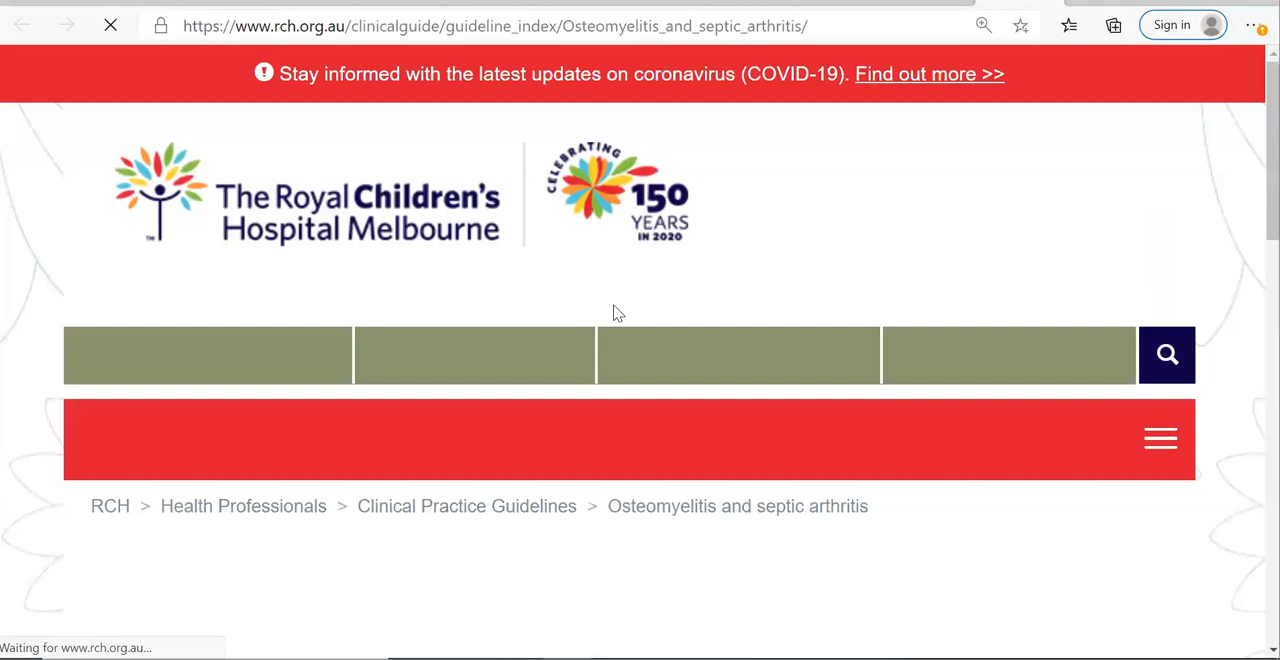 https://www.rch.org.au/clinicalguide/guideline_index/Osteomyelitis_and_septic_arthritis/
Sign in
Stay informed with the latest updates on coronavirus (COVID-19). Find out more >>
The Royal Children's
Hospital Melbourne
TM
CELEBRATING
150
YEARS
IN 2020
RCH > Health Professionals > Clinical Practice Guidelines > Osteomyelitis and septic arthritis
Waiting for www.rch.org.au...